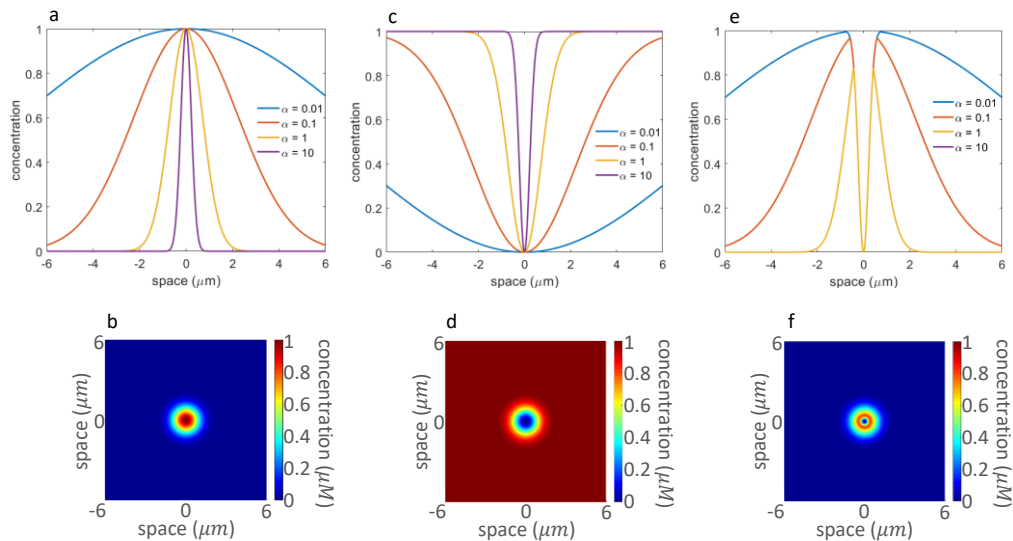 a
concentration
1
0.8
0.6
0.4
0.2
0
-6
-4
-2
0
2
4
6
space (μm)
α = 0.01
α = 0.1
α = 1
α = 10
c
concentration
1
0.8
0.6
0.4
0.2
0
-6
-4
-2
0
2
4
6
space (μm)
α = 0.01
α = 0.1
α = 1
α = 10
e
concentration
1
0.8
0.6
0.4
0.2
0
-6
-4
-2
0
2
4
6
space (μm)
α = 0.01
α = 0.1
α = 1
α = 10
b
6
0
-6
0
6
space (μm)
space (μm)
1
0.8
0.6
0.4
0.2
0
concentration (μM)
d
6
0
-6
0
6
space (μm)
space (μm)
1
0.8
0.6
0.4
0.2
0
concentration (μM)
f
6
0
-6
0
6
space (μm)
space (μm)
1
0.8
0.6
0.4
0.2
0
concentration (μM)